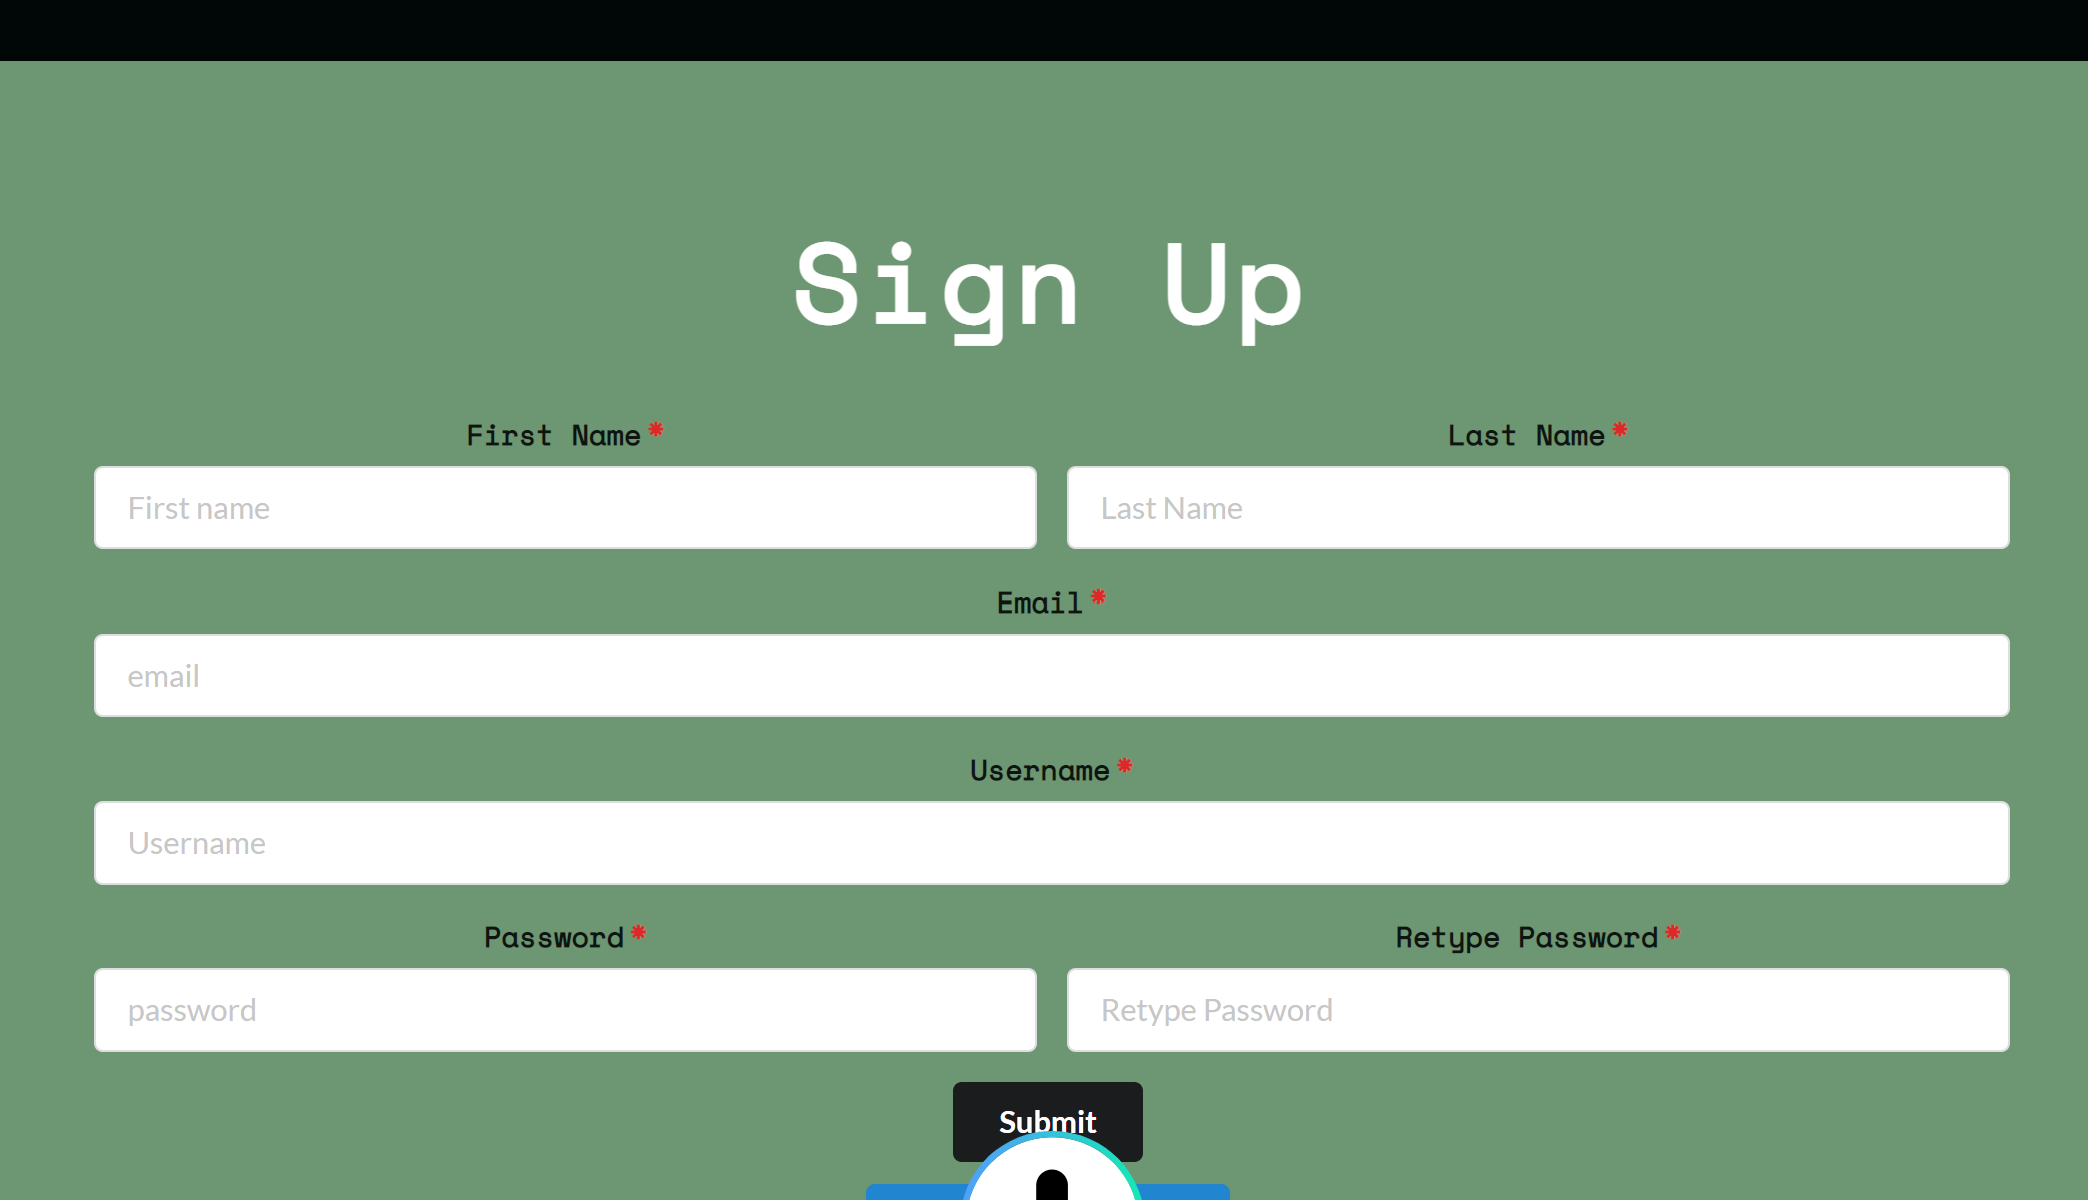 Sign Up
First Name* Last Name*
First name Last Name
Email*
email
Username*
Username
Password* Retype Password*
password Retype Password
Submit